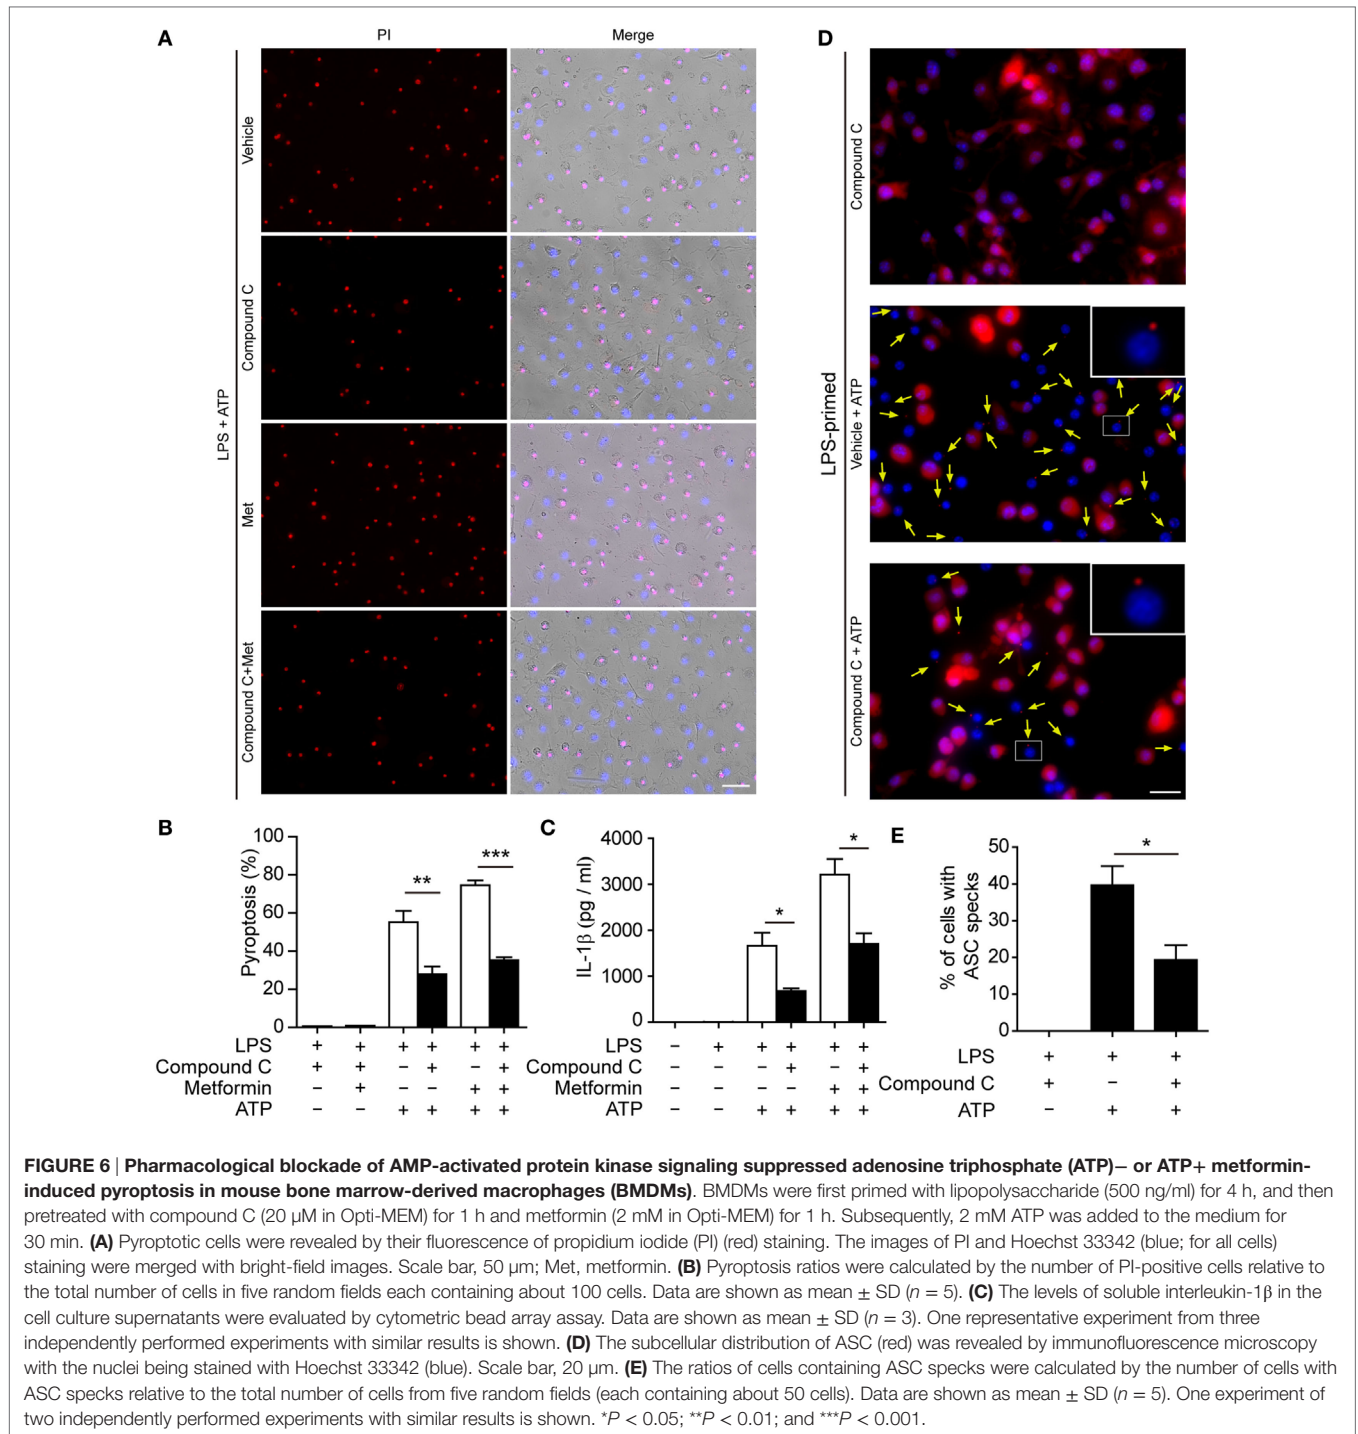 A
PI
Merge
LPS + ATP
Vehicle
Compound C
Met
Compound C+Met
D
LPS-primed
Compound C
Vehicle + ATP
Compound C + ATP
B
Pyroptosis (%)
100
80
60
40
20
0
**
***
LPS + + + + + +
Compound C + + − + − +
Metformin − + − − + +
ATP − − + + + +
C
IL-1β (pg / ml)
4000
3000
2000
1000
0
*
*
LPS − + + + + +
Compound C − − − + − +
Metformin − − − − + +
ATP − − + + + +
E
% of cells with
ASC specks
50
40
30
20
10
0
*
LPS + + +
Compound C + − +
ATP − + +
FIGURE 6 | Pharmacological blockade of AMP-activated protein kinase signaling suppressed adenosine triphosphate (ATP)− or ATP+ metformin-
induced pyroptosis in mouse bone marrow-derived macrophages (BMDMs). BMDMs were first primed with lipopolysaccharide (500 ng/ml) for 4 h, and then
pretreated with compound C (20 μM in Opti-MEM) for 1 h and metformin (2 mM in Opti-MEM) for 1 h. Subsequently, 2 mM ATP was added to the medium for
30 min. (A) Pyroptotic cells were revealed by their fluorescence of propidium iodide (PI) (red) staining. The images of PI and Hoechst 33342 (blue; for all cells)
staining were merged with bright-field images. Scale bar, 50 μm; Met, metformin. (B) Pyroptosis ratios were calculated by the number of PI-positive cells relative to
the total number of cells in five random fields each containing about 100 cells. Data are shown as mean ± SD (n = 5). (C) The levels of soluble interleukin-1β in the
cell culture supernatants were evaluated by cytometric bead array assay. Data are shown as mean ± SD (n = 3). One representative experiment from three
independently performed experiments with similar results is shown. (D) The subcellular distribution of ASC (red) was revealed by immunofluorescence microscopy
with the nuclei being stained with Hoechst 33342 (blue). Scale bar, 20 μm. (E) The ratios of cells containing ASC specks were calculated by the number of cells with
ASC specks relative to the total number of cells from five random fields (each containing about 50 cells). Data are shown as mean ± SD (n = 5). One experiment of
two independently performed experiments with similar results is shown. *P < 0.05; **P < 0.01; and ***P < 0.001.